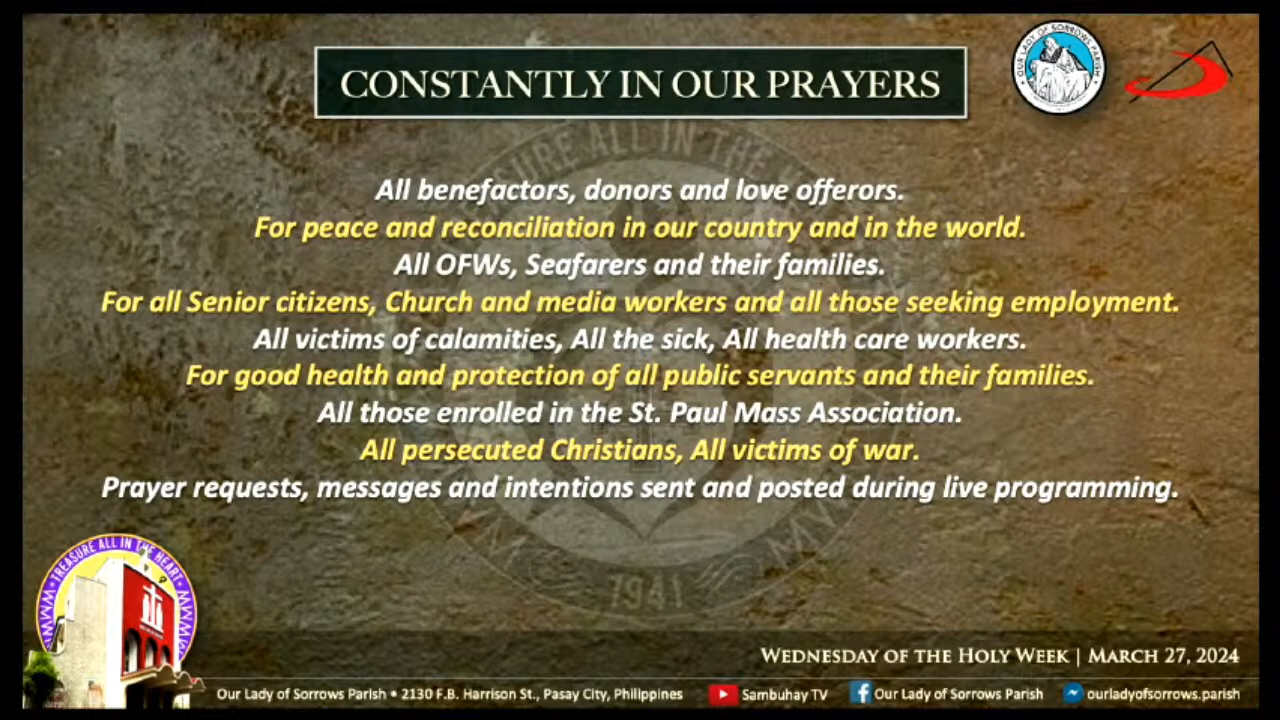 CONSTANTLY IN OUR PRAYERS
OUR LADY OF SORROWS PARISH
All benefactors, donors and love offerors.
For peace and reconciliation in our country and in the world.
All OFWs, Seafarers and their families.
For all Senior citizens, Church and media workers and all those seeking employment.
All victims of calamities, All the sick, All health care workers.
For good health and protection of all public servants and their families.
All those enrolled in the St. Paul Mass Association.
All persecuted Christians, All victims of war.
Prayer requests, messages and intentions sent and posted during live programming.
1941
TREASURE ALL IN THE HEART
WEDNESDAY OF THE HOLY WEEK | MARCH 27, 2024
Our Lady of Sorrows Parish • 2130 F.B. Harrison St., Pasay City, Philippines Sambuhay TV Our Lady of Sorrows Parish ourladyofsorrows.parish